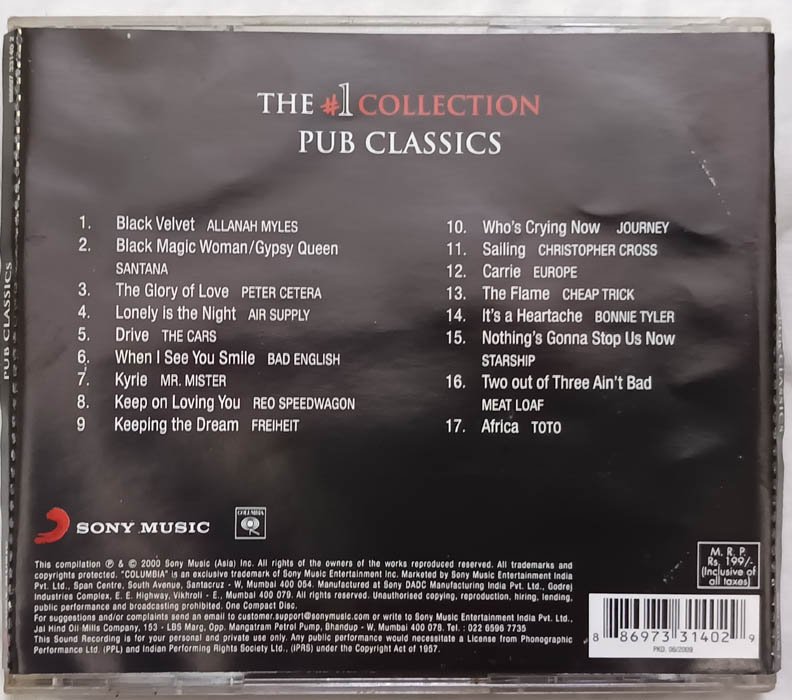 THE #1 COLLECTION
PUB CLASSICS
1. Black Velvet ALLANAH MYLES
2. Black Magic Woman/Gypsy Queen
SANTANA
3. The Glory of Love PETER CETERA
4. Lonely is the Night AIR SUPPLY
5. Drive THE CARS
6. When I See You Smile BAD ENGLISH
7. Kyrie MR. MISTER
8. Keep on Loving You REO SPEEDWAGON
9 Keeping the Dream FREIHEIT
10. Who's Crying Now JOURNEY
11. Sailing CHRISTOPHER CROSS
12. Carrie EUROPE
13. The Flame CHEAP TRICK
14. It's a Heartache BONNIE TYLER
15. Nothing's Gonna Stop Us Now
STARSHIP
16. Two out of Three Ain't Bad
MEAT LOAF
17. Africa TOTO
SONY MUSIC
COLUMBIA
This compilation ℗ & © 2000 Sony Music (Asia) Inc. All rights of the owners of the works reproduced reserved. All trademarks and
copyrights protected. "COLUMBIA" is an exclusive trademark of Sony Music Entertainment Inc. Marketed by Sony Music Entertainment India
Pvt. Ltd., Span Centre, South Avenue, Santacruz - W, Mumbai 400 054. Manufactured at Sony DADC Manufacturing India Pvt. Ltd., Godrej
Industries Complex, E. E. Highway, Vikhroli - E., Mumbai 400 079. All rights reserved. Unauthorised copying, reproduction, hiring, lending,
public performance and broadcasting prohibited. One Compact Disc.
For suggestions and/or complaints send an email to customer.support@sonymusic.com or write to Sony Music Entertainment India Pvt. Ltd.,
Jai Hind Oil Mills Company, 153 - LBS Marg, Opp. Mangatram Petrol Pump, Bhandup - W, Mumbai 400 078. Tel. : 022 6596 7735
This Sound Recording is for your personal and private use only. Any public performance would necessitate a License from Phonographic
Performance Ltd. (PPL) and Indian Performing Rights Society Ltd., (IPRS) under the Copyright Act of 1957.
M. R. P.
Rs. 199/-
(Inclusive of
all taxes)
8 86973 31402 9
PKD. 06/2009
PUB CLASSICS